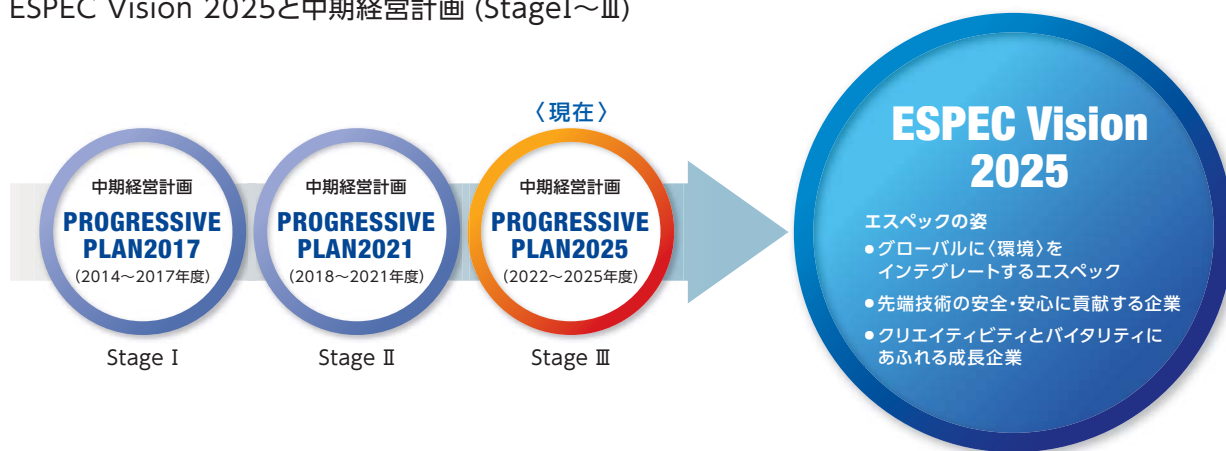 ESPEC Vision 2025と中期経営計画 (StageⅠ～Ⅲ)
中期経営計画
PROGRESSIVE
PLAN2017
(2014～2017年度)
Stage Ⅰ
中期経営計画
PROGRESSIVE
PLAN2021
(2018～2021年度)
Stage Ⅱ
〈現在〉
中期経営計画
PROGRESSIVE
PLAN2025
(2022～2025年度)
Stage Ⅲ
ESPEC Vision
2025
エスペックの姿
●グローバルに〈環境〉を
インテグレートするエスペック
●先端技術の安全・安心に貢献する企業
●クリエイティビティとバイタリティに
あふれる成長企業